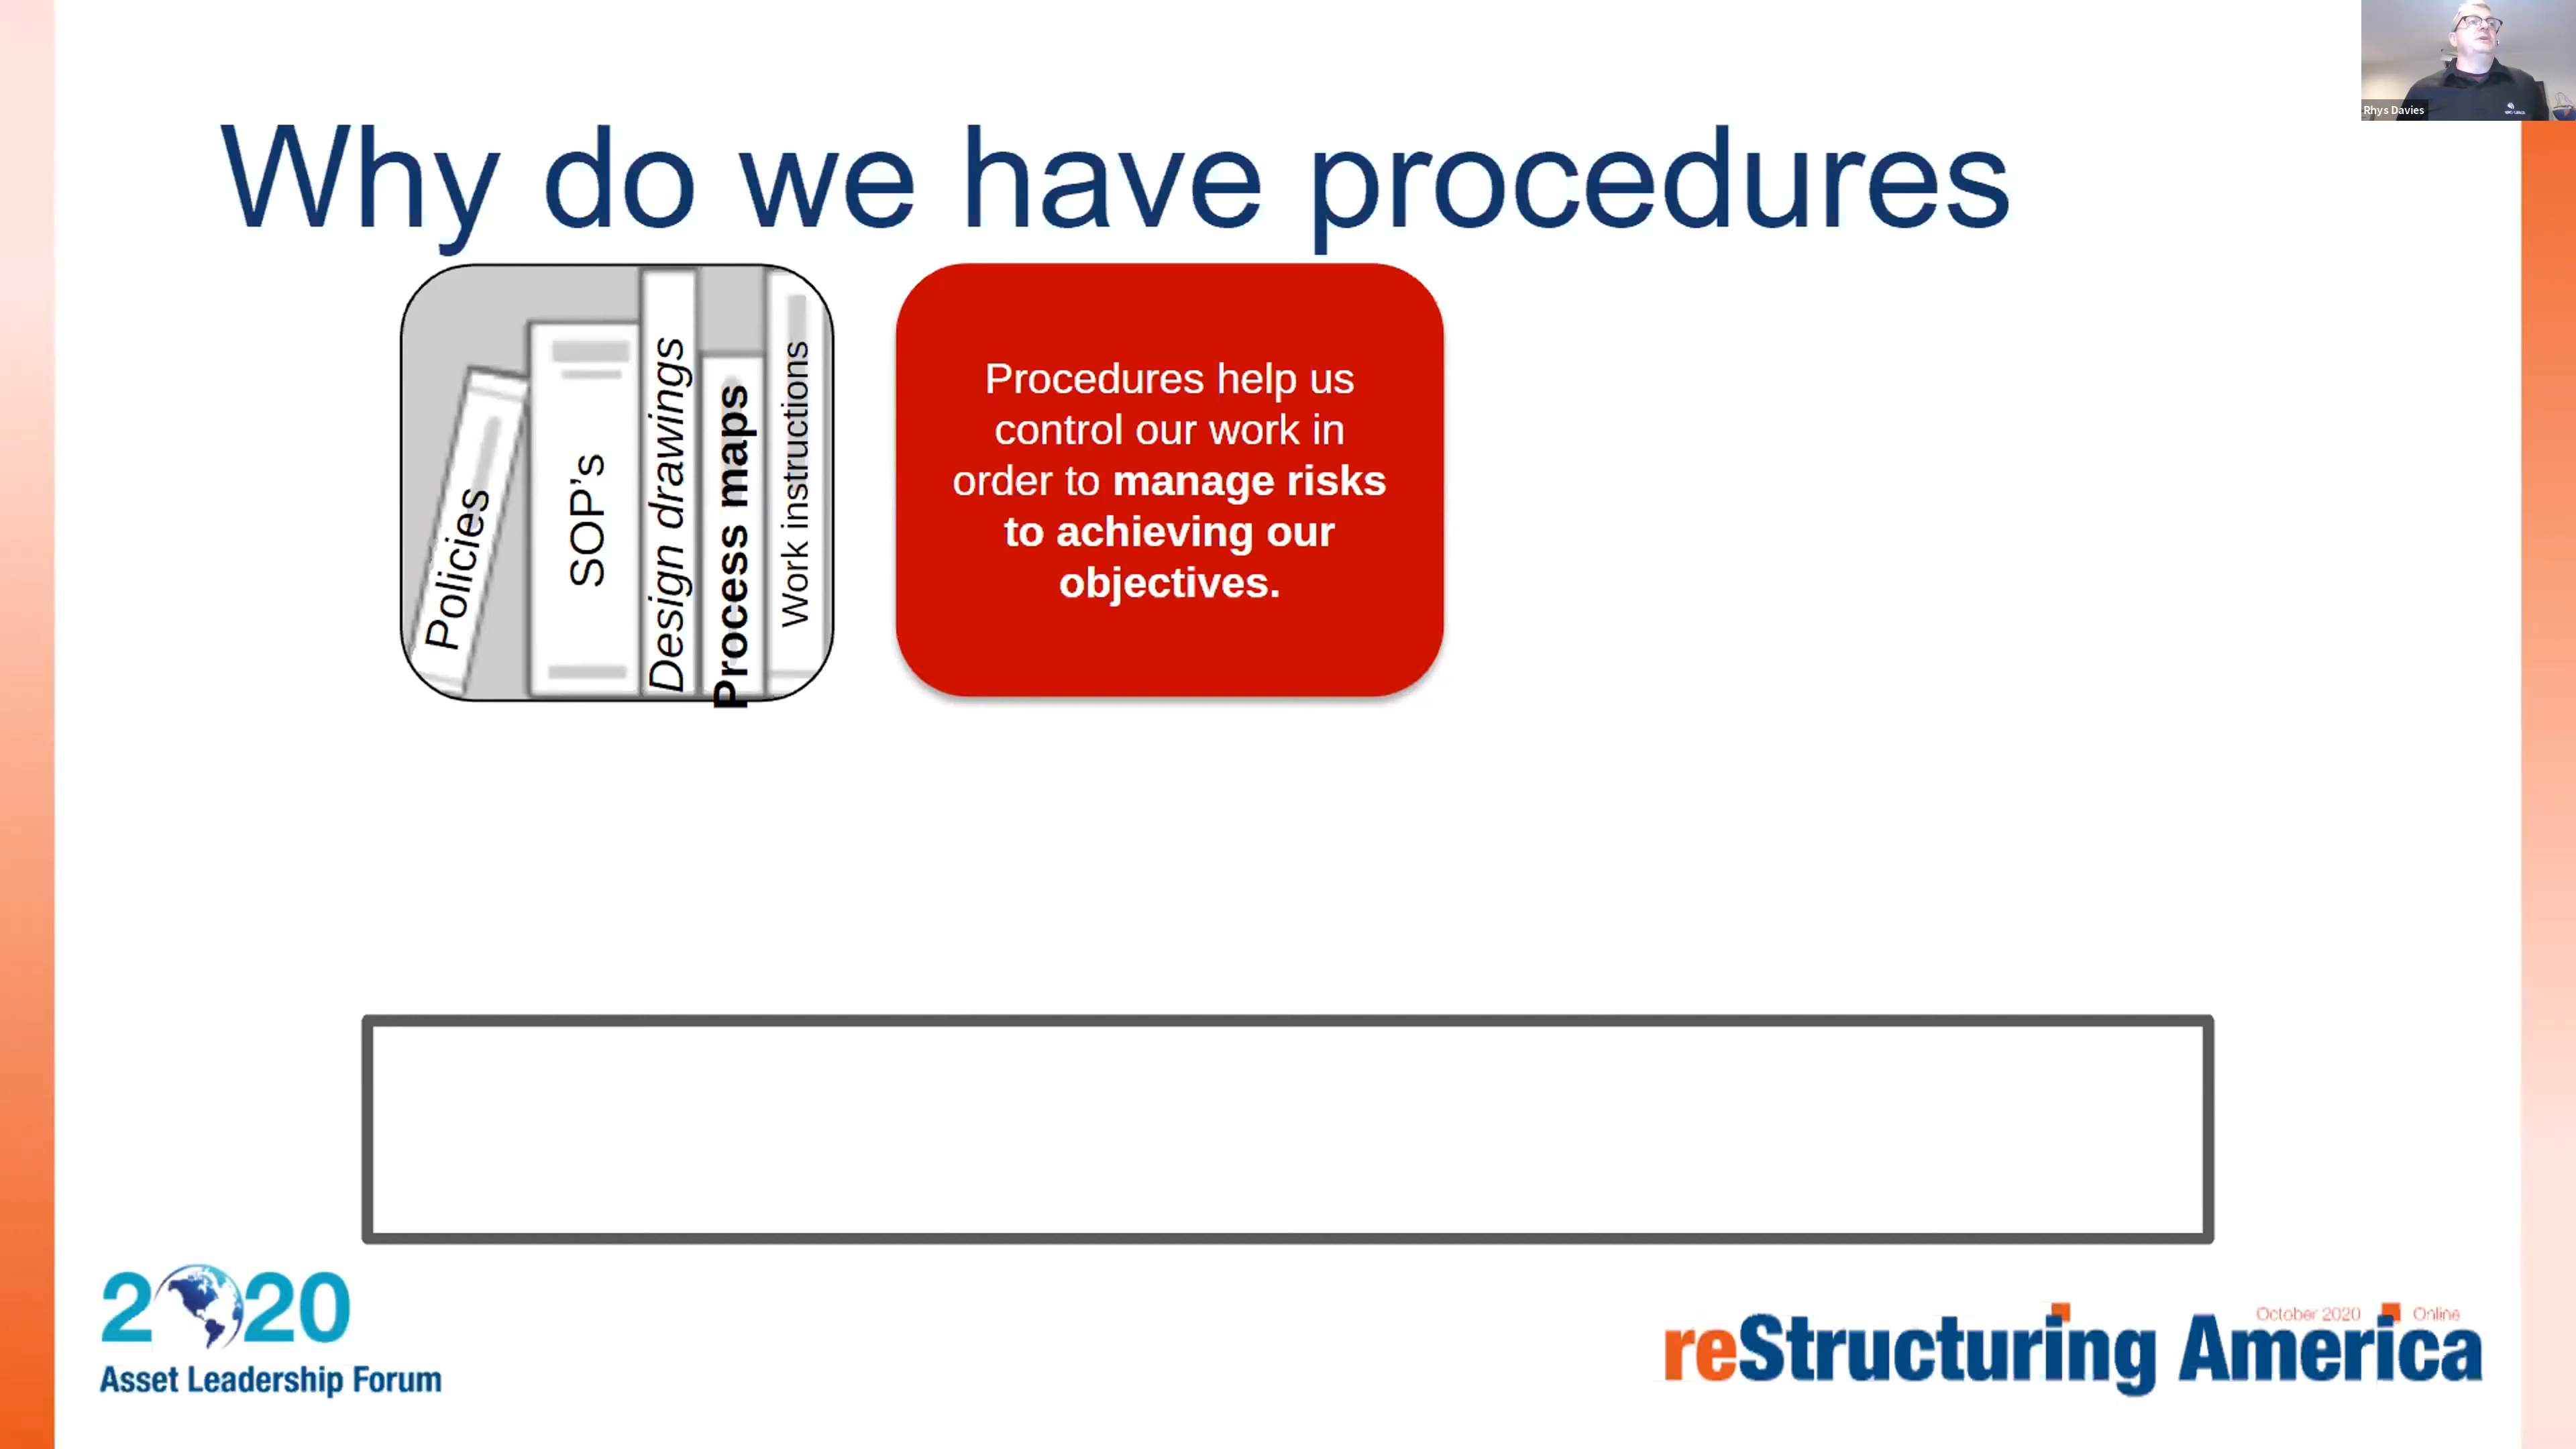 Rhys Davies
Why do we have procedures
Policies
SOP's
Design drawings
Process maps
Work instructions
Procedures help us
control our work in
order to manage risks
to achieving our
objectives.
2020
Asset Leadership Forum
October 2020 Online
reStructuring America